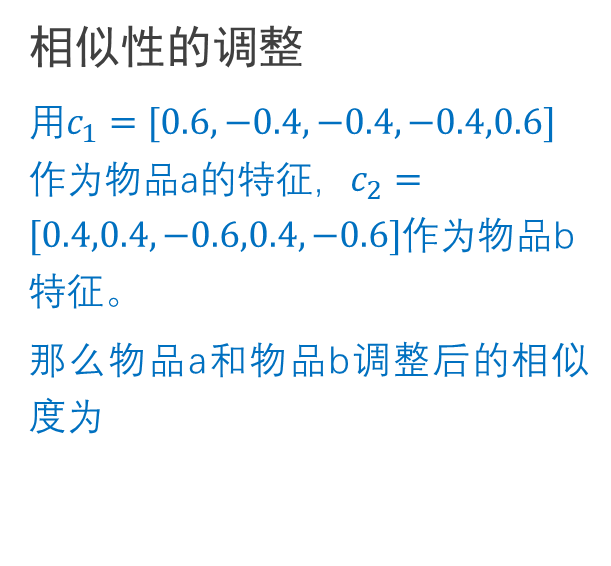 相似性的调整
用c₁ = [0.6, −0.4, −0.4, −0.4,0.6]
作为物品a的特征, c₂ =
[0.4,0.4, −0.6,0.4, −0.6]作为物品b
特征。
那么物品a和物品b调整后的相似
度为